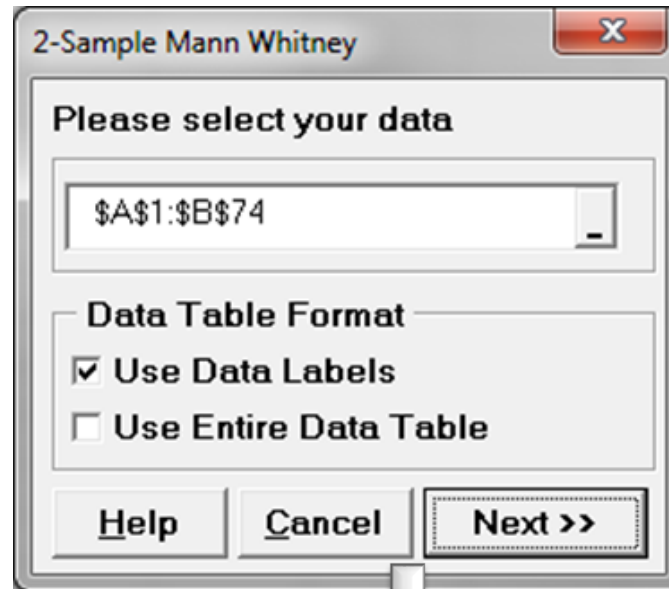 2-Sample Mann Whitney
Please select your data
$A$1:$B$74
Data Table Format
Use Data Labels
Use Entire Data Table
Help Cancel Next >>